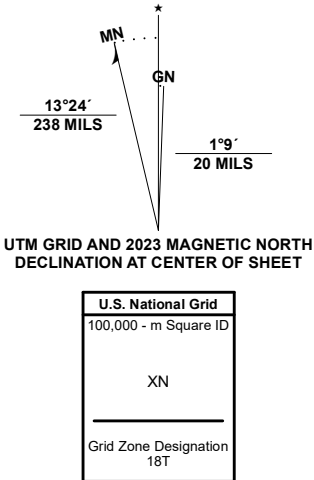 ★
MN
GN
13°24´
238 MILS
1°9´
20 MILS
UTM GRID AND 2023 MAGNETIC NORTH
DECLINATION AT CENTER OF SHEET
U.S. National Grid
100,000 - m Square ID
XN
Grid Zone Designation
18T